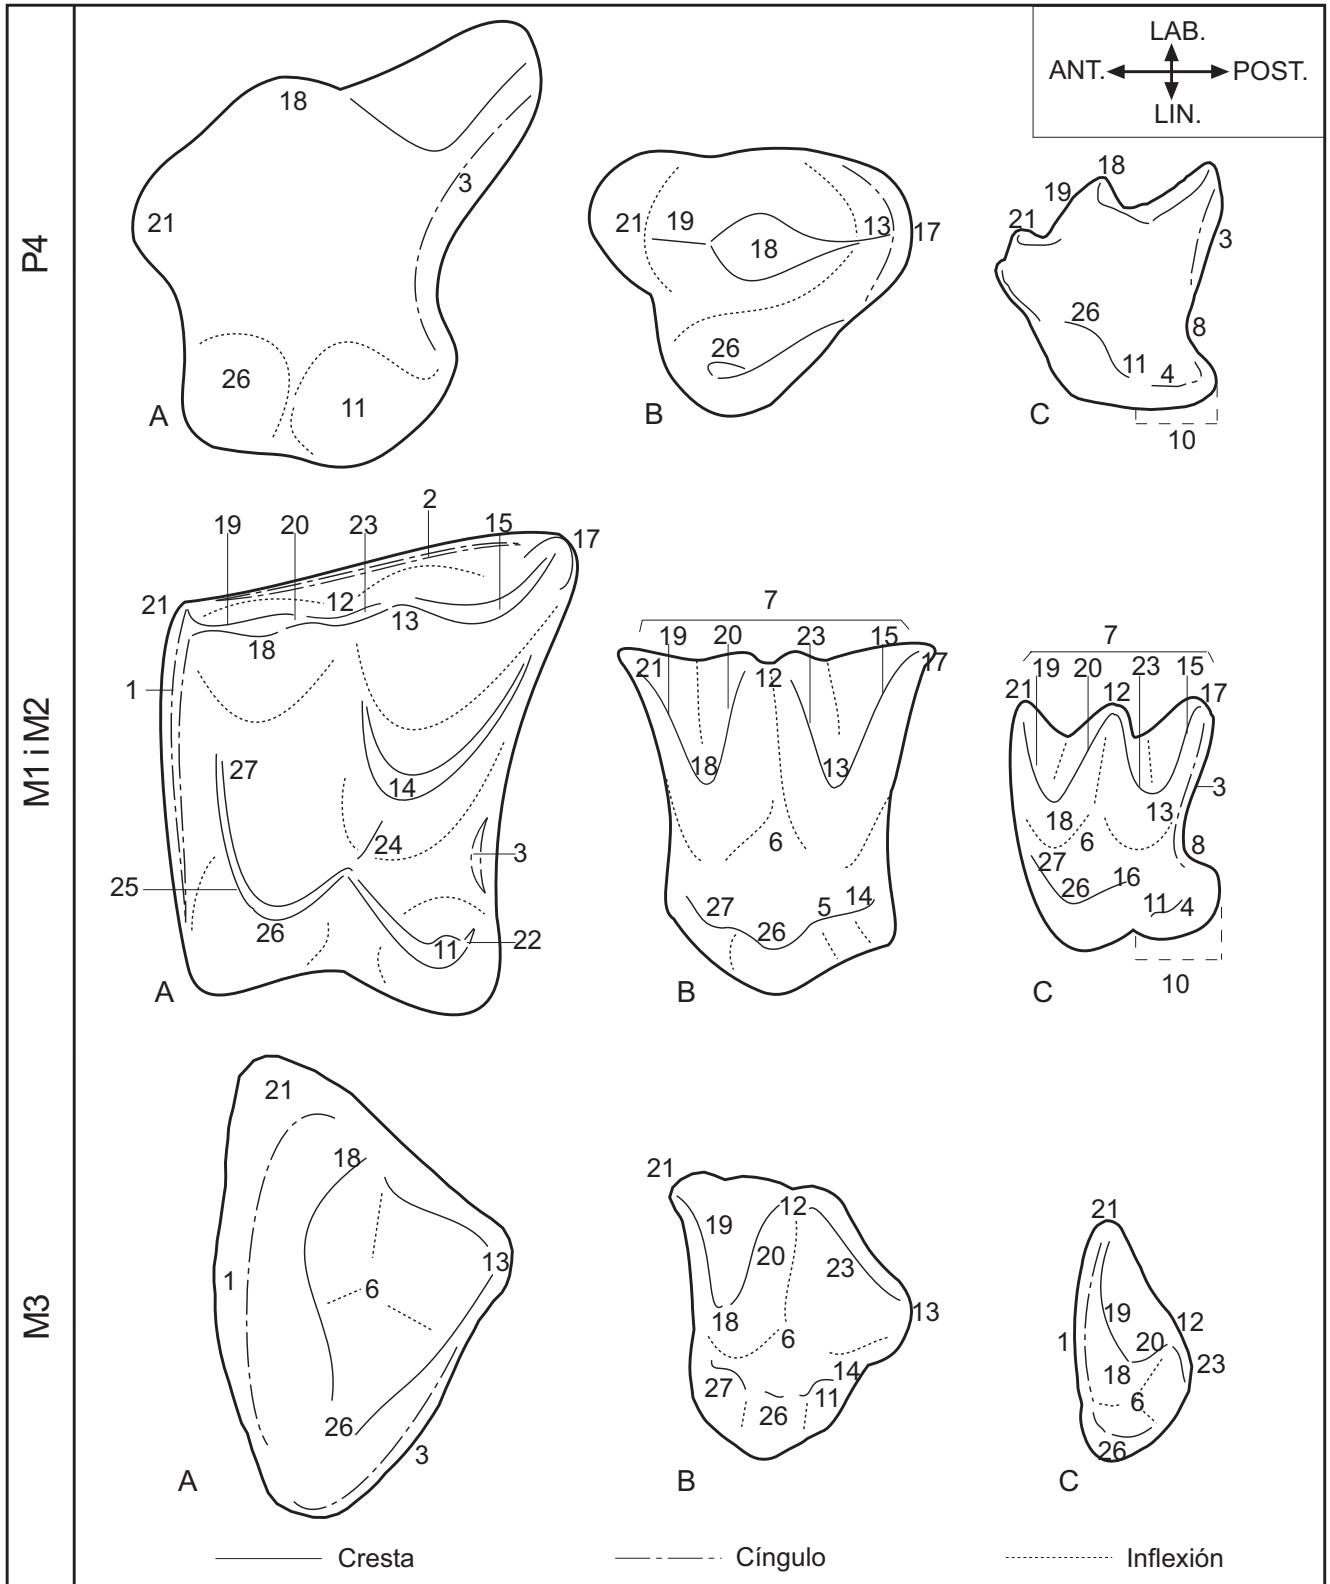 LAB.
ANT. POST.
LIN.
P4
18
3
21
26
11
A
21 19 18 13 17
26
B
18
19
21
3
26
8
11 4
C
10
M1 i M2
2
19 20 23 15 17
21 12
18 13
1
27
14
24
3
25
26
11 22
A
7
19 20 23 15
21 12 17
18 13
6
27 5 14
26
B
7
19 20 23 15
21 12 17
3
18 13
6 8
27
26 16
11 4
C
10
M3
21
18
13
1 6
26
3
A
21
12
19
20 23
13
18 6
14
27 11
26
B
21
19 12
1 20 23
18
6
26
C
Cresta Cíngulo Inflexión